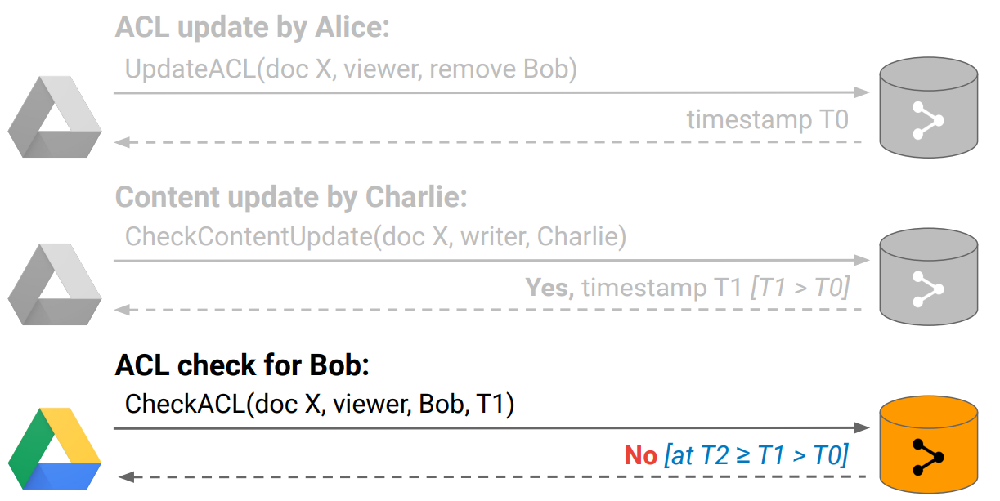 ACL update by Alice:
UpdateACL(doc X, viewer, remove Bob)
timestamp T0
Content update by Charlie:
CheckContentUpdate(doc X, writer, Charlie)
Yes, timestamp T1 [T1 > T0]
ACL check for Bob:
CheckACL(doc X, viewer, Bob, T1)
No [at T2 ≥ T1 > T0]